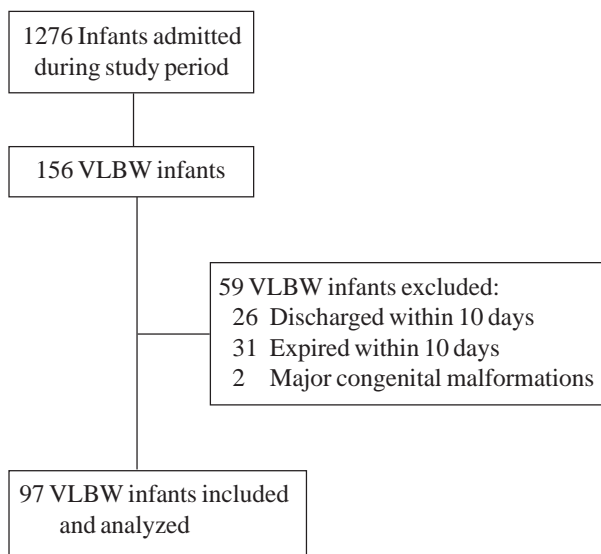 1276 Infants admitted
during study period
156 VLBW infants
59 VLBW infants excluded:
26 Discharged within 10 days
31 Expired within 10 days
2 Major congenital malformations
97 VLBW infants included
and analyzed